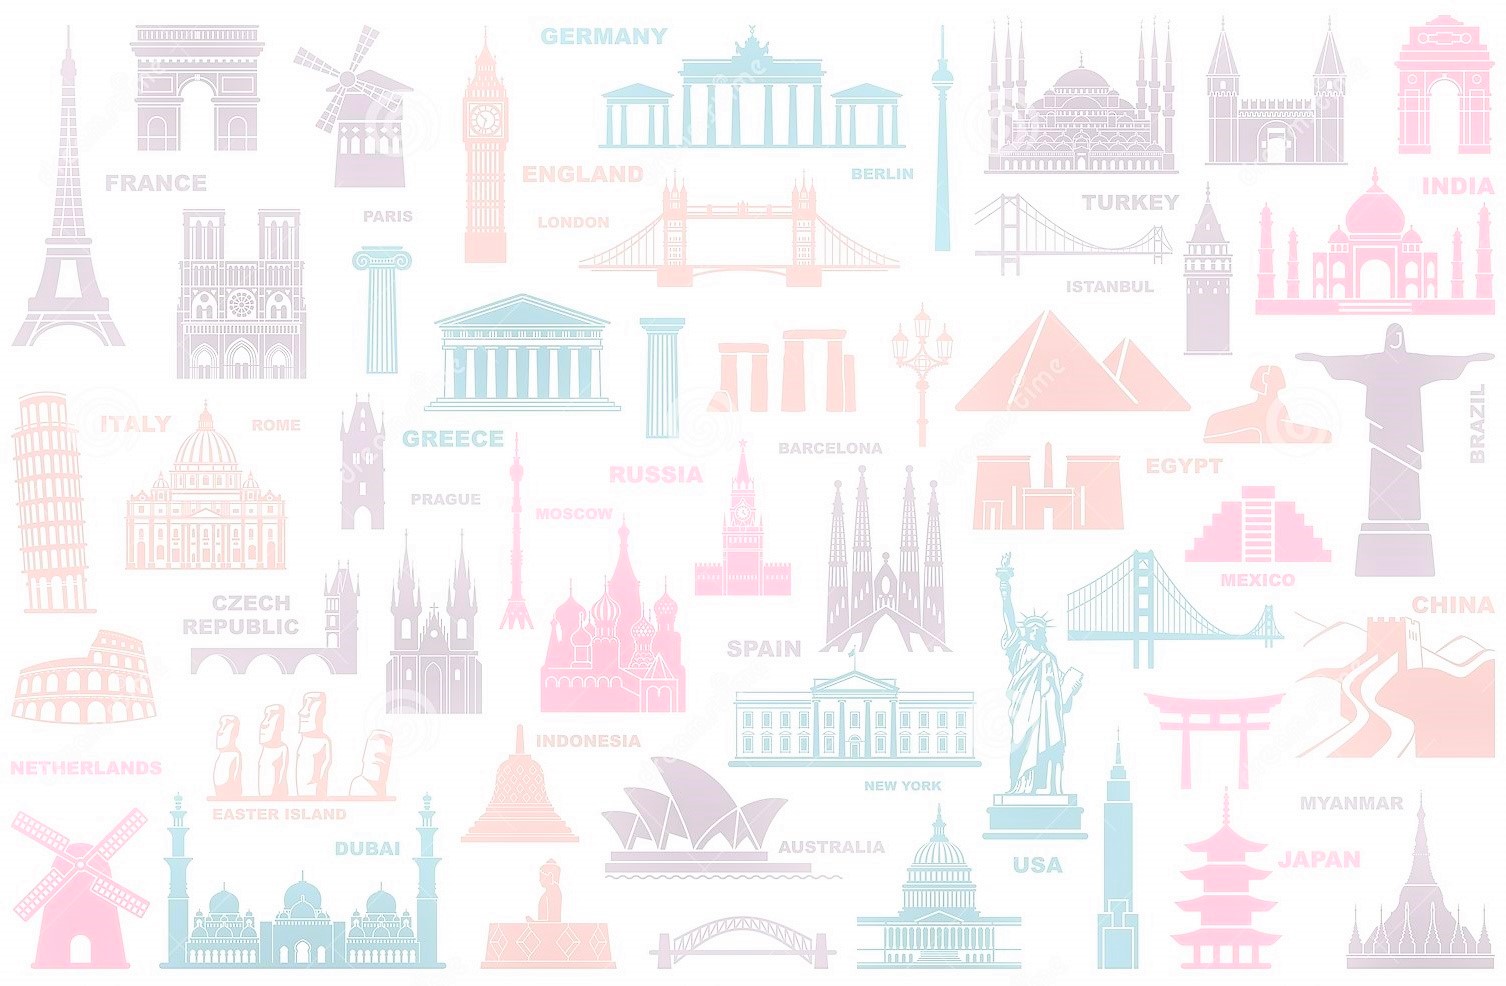 GERMANY
FRANCE
ENGLAND
BERLIN
INDIA
PARIS
LONDON
TURKEY
ISTANBUL
ITALY
ROME
GREECE
BARCELONA
BRAZIL
PRAGUE
RUSSIA
EGYPT
MOSCOW
MEXICO
CZECH
REPUBLIC
SPAIN
CHINA
NETHERLANDS
INDONESIA
NEW YORK
EASTER ISLAND
MYANMAR
DUBAI
AUSTRALIA
USA
JAPAN